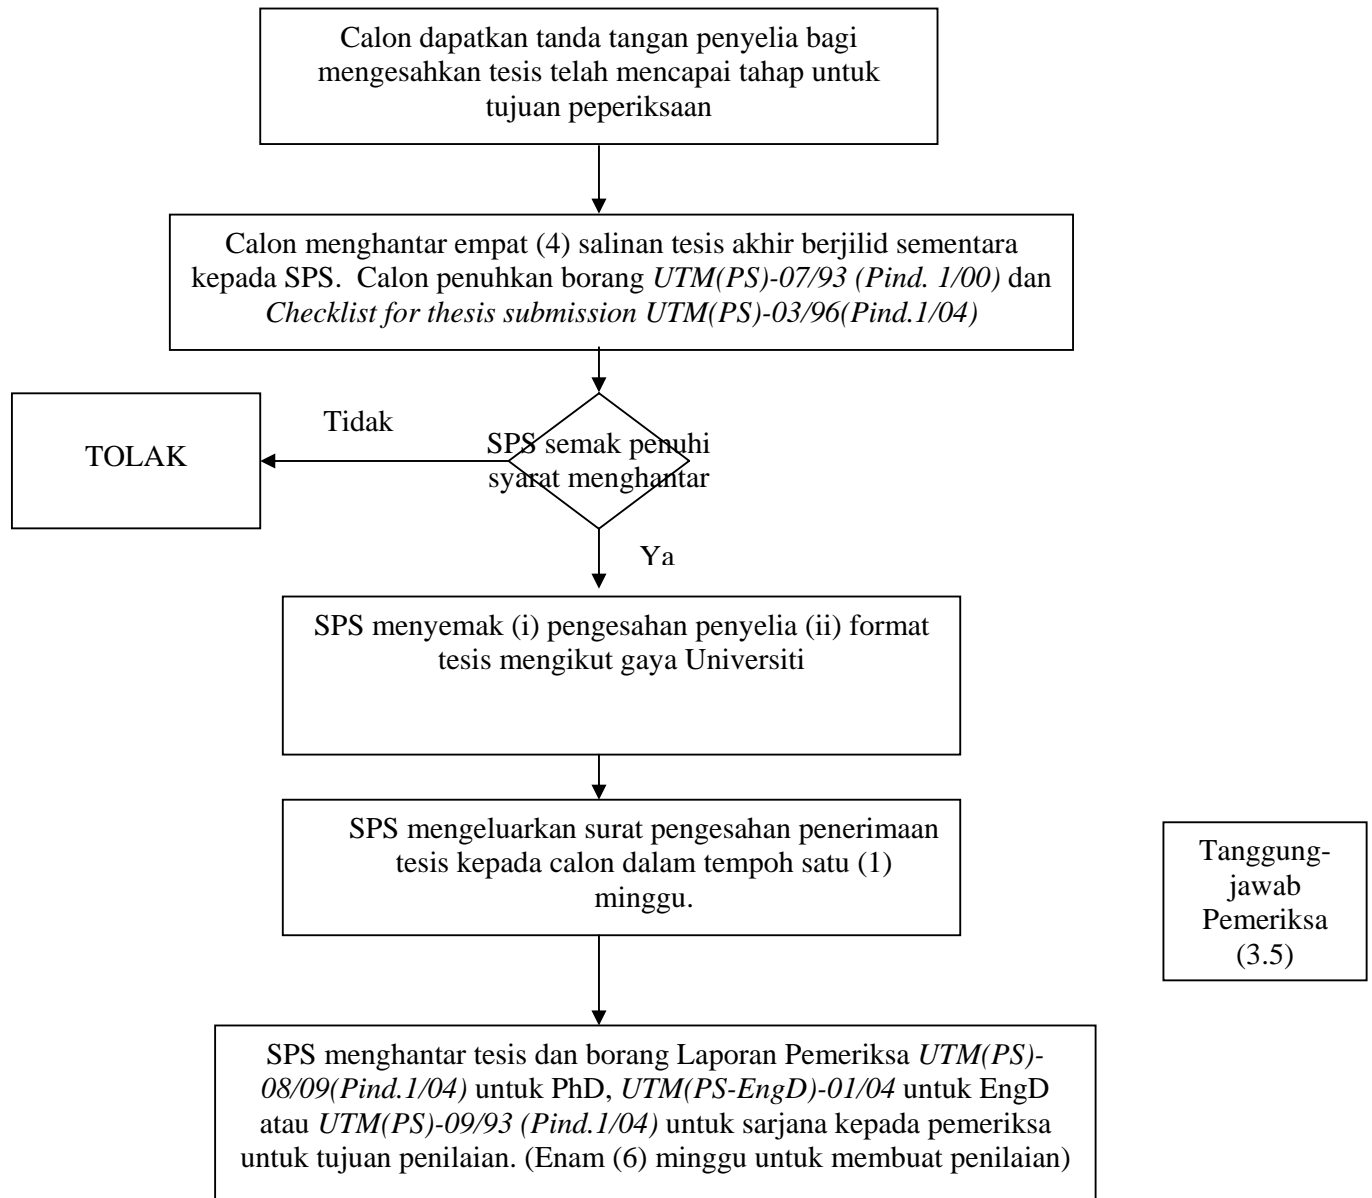 Calon dapatkan tanda tangan penyelia bagi
mengesahkan tesis telah mencapai tahap untuk
tujuan peperiksaan
Calon menghantar empat (4) salinan tesis akhir berjilid sementara
kepada SPS.  Calon penuhkan borang UTM(PS)-07/93 (Pind. 1/00) dan
Checklist for thesis submission UTM(PS)-03/96(Pind.1/04)
TOLAK
Tidak
SPS semak penuhi
syarat menghantar
Ya
SPS menyemak (i) pengesahan penyelia (ii) format
tesis mengikut gaya Universiti
SPS mengeluarkan surat pengesahan penerimaan
tesis kepada calon dalam tempoh satu (1)
minggu.
Tanggung-
jawab
Pemeriksa
(3.5)
SPS menghantar tesis dan borang Laporan Pemeriksa UTM(PS)-
08/09(Pind.1/04) untuk PhD, UTM(PS-EngD)-01/04 untuk EngD
atau UTM(PS)-09/93 (Pind.1/04) untuk sarjana kepada pemeriksa
untuk tujuan penilaian. (Enam (6) minggu untuk membuat penilaian)